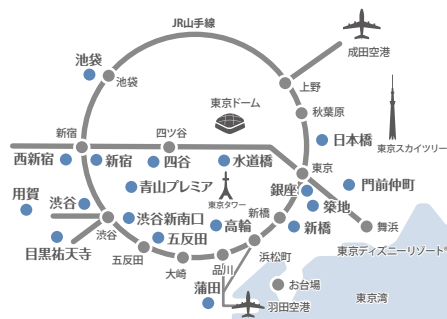 JR山手線
成田空港
池袋
池袋
上野
東京ドーム
秋葉原
新宿
四ツ谷
日本橋
東京スカイツリー
西新宿
新宿
四谷
水道橋
東京
用賀
青山プレミア
銀座
門前仲町
渋谷
東京タワー
築地
渋谷新南口
新橋
舞浜
渋谷
高輪
新橋
目黒祐天寺
五反田
五反田
浜松町
東京ディズニーリゾート®
大崎
品川
お台場
蒲田
羽田空港
東京湾